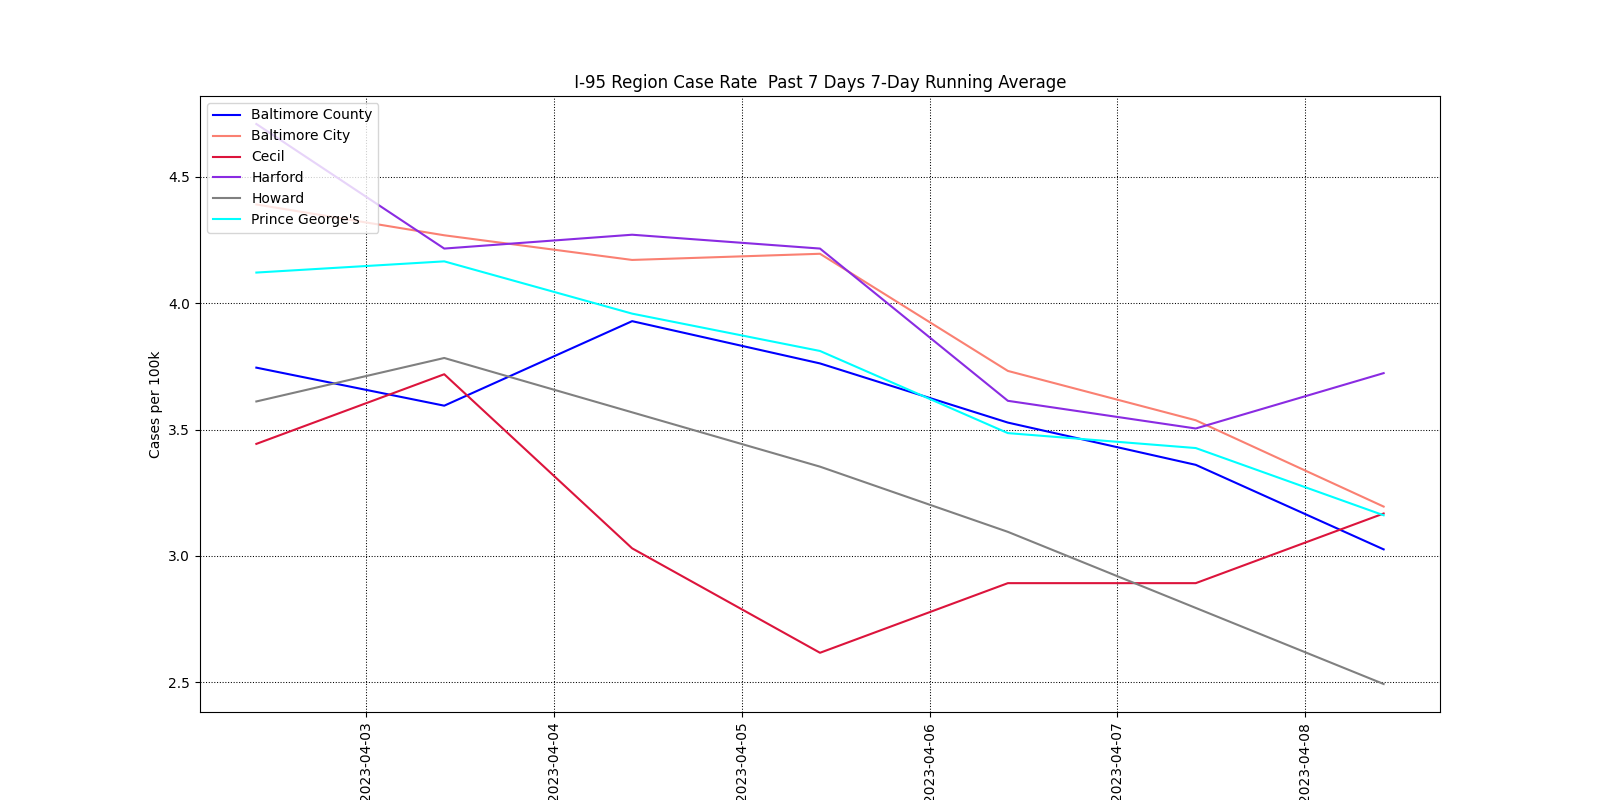 I-95 Region Case Rate  Past 7 Days 7-Day Running Average
Baltimore County
Baltimore City
Cecil
Harford
Howard
Prince George's
Cases per 100k
4.5
4.0
3.5
3.0
2.5
2023-04-03
2023-04-04
2023-04-05
2023-04-06
2023-04-07
2023-04-08